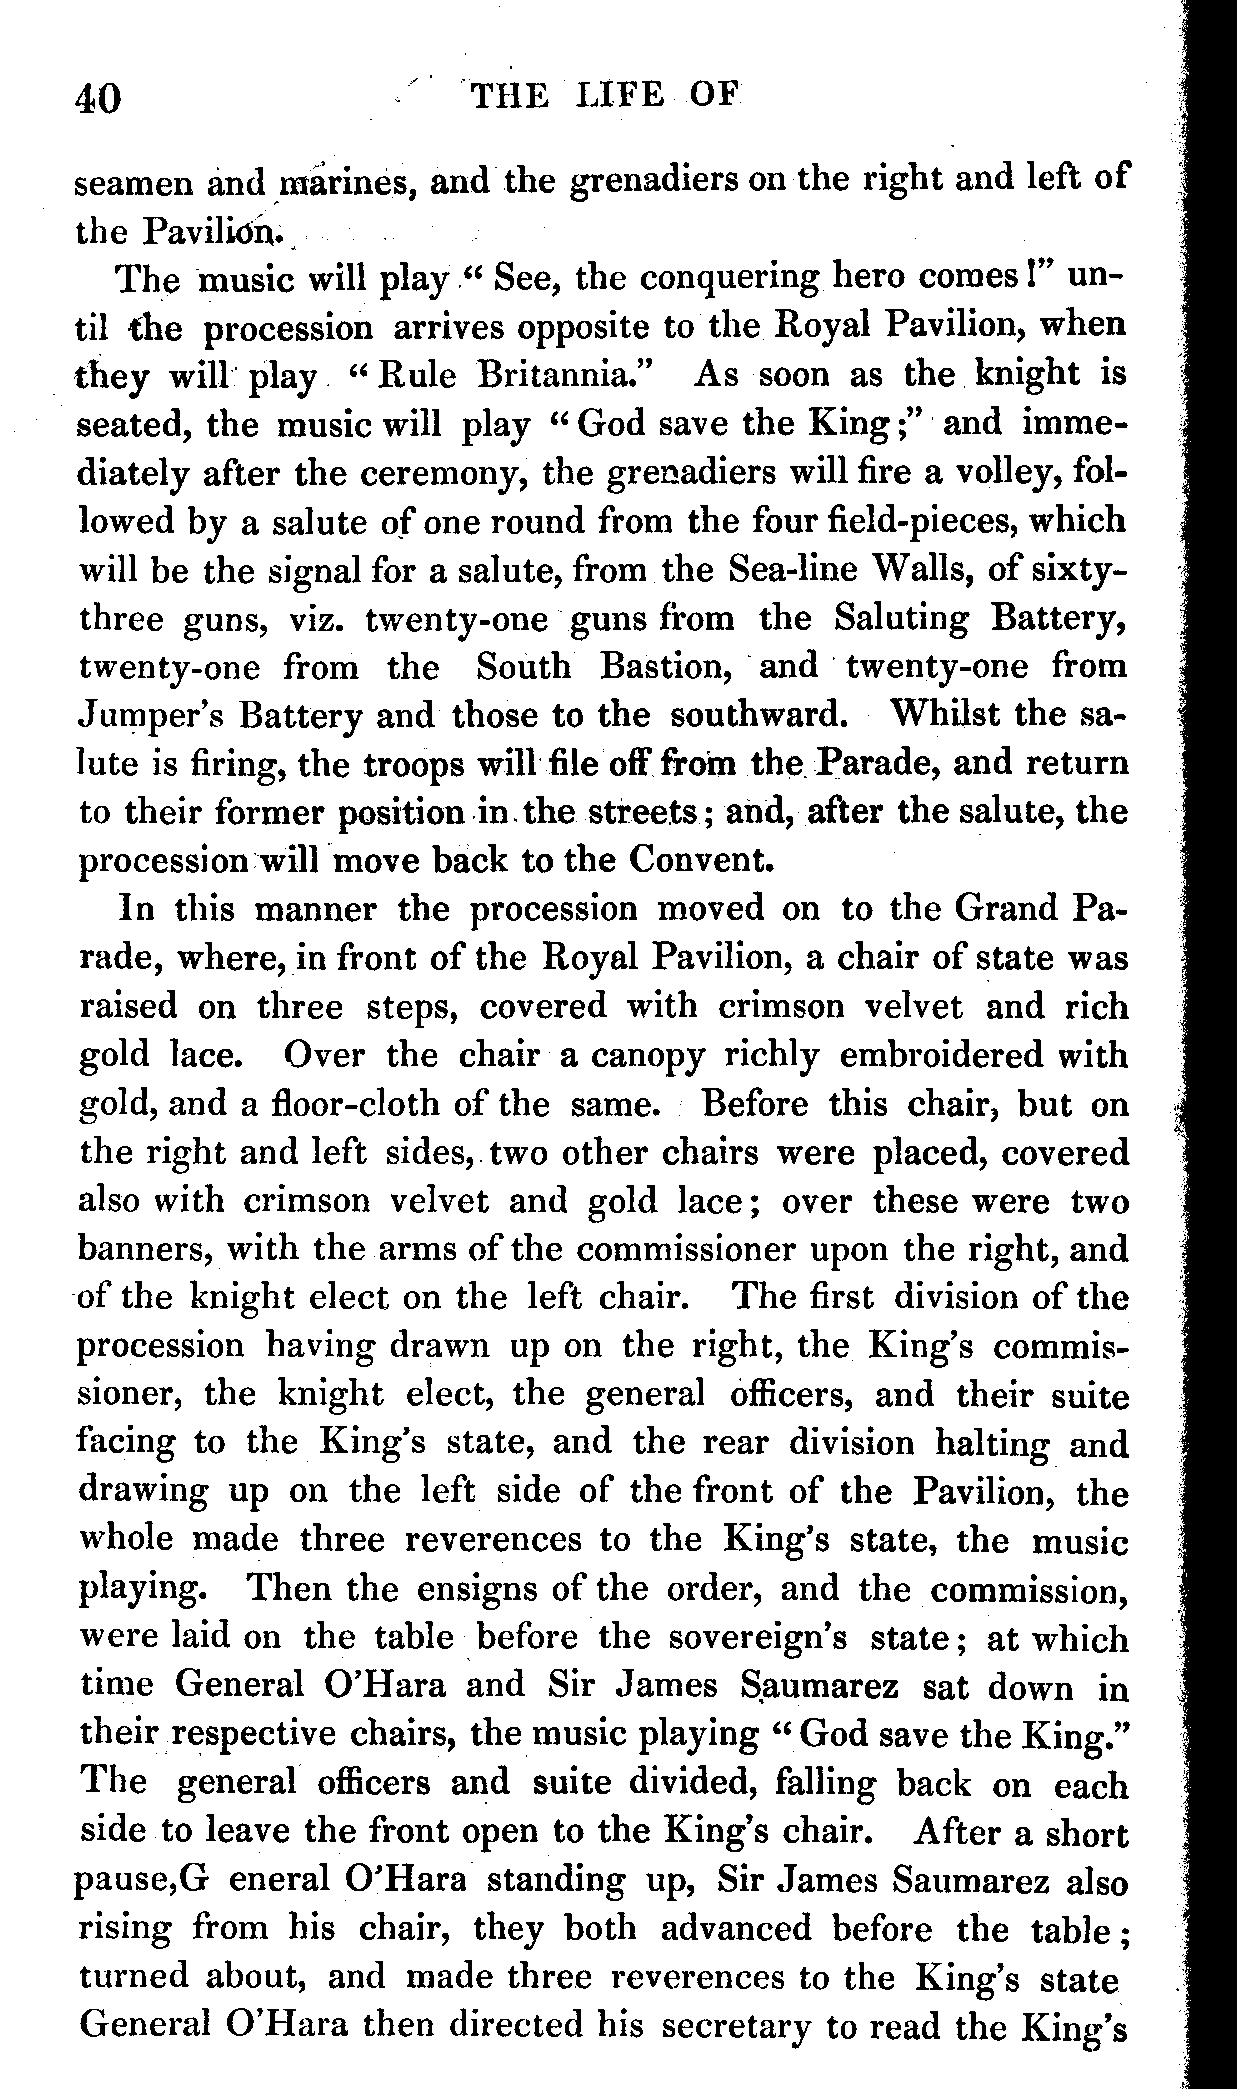 40 THE LIFE OF
seamen and marines, and the grenadiers on the right and left of
the Pavilion.
The music will play "See, the conquering hero comes!" un-
til the procession arrives opposite to the Royal Pavilion, when
they will play "Rule Britannia." As soon as the knight is
seated, the music will play "God save the King;" and imme-
diately after the ceremony, the grenadiers will fire a volley, fol-
lowed by a salute of one round from the four field-pieces, which
will be the signal for a salute, from the Sea-line Walls, of sixty-
three guns, viz. twenty-one guns from the Saluting Battery,
twenty-one from the South Bastion, and twenty-one from
Jumper's Battery and those to the southward. Whilst the sa-
lute is firing, the troops will file off from the Parade, and return
to their former position in the streets; and, after the salute, the
procession will move back to the Convent.
In this manner the procession moved on to the Grand Pa-
rade, where, in front of the Royal Pavilion, a chair of state was
raised on three steps, covered with crimson velvet and rich
gold lace. Over the chair a canopy richly embroidered with
gold, and a floor-cloth of the same. Before this chair, but on
the right and left sides, two other chairs were placed, covered
also with crimson velvet and gold lace; over these were two
banners, with the arms of the commissioner upon the right, and
of the knight elect on the left chair. The first division of the
procession having drawn up on the right, the King's commis-
sioner, the knight elect, the general officers, and their suite
facing to the King's state, and the rear division halting and
drawing up on the left side of the front of the Pavilion, the
whole made three reverences to the King's state, the music
playing. Then the ensigns of the order, and the commission,
were laid on the table before the sovereign's state; at which
time General O'Hara and Sir James Saumarez sat down in
their respective chairs, the music playing "God save the King."
The general officers and suite divided, falling back on each
side to leave the front open to the King's chair. After a short
pause,G eneral O'Hara standing up, Sir James Saumarez also
rising from his chair, they both advanced before the table;
turned about, and made three reverences to the King's state
General O'Hara then directed his secretary to read the King's